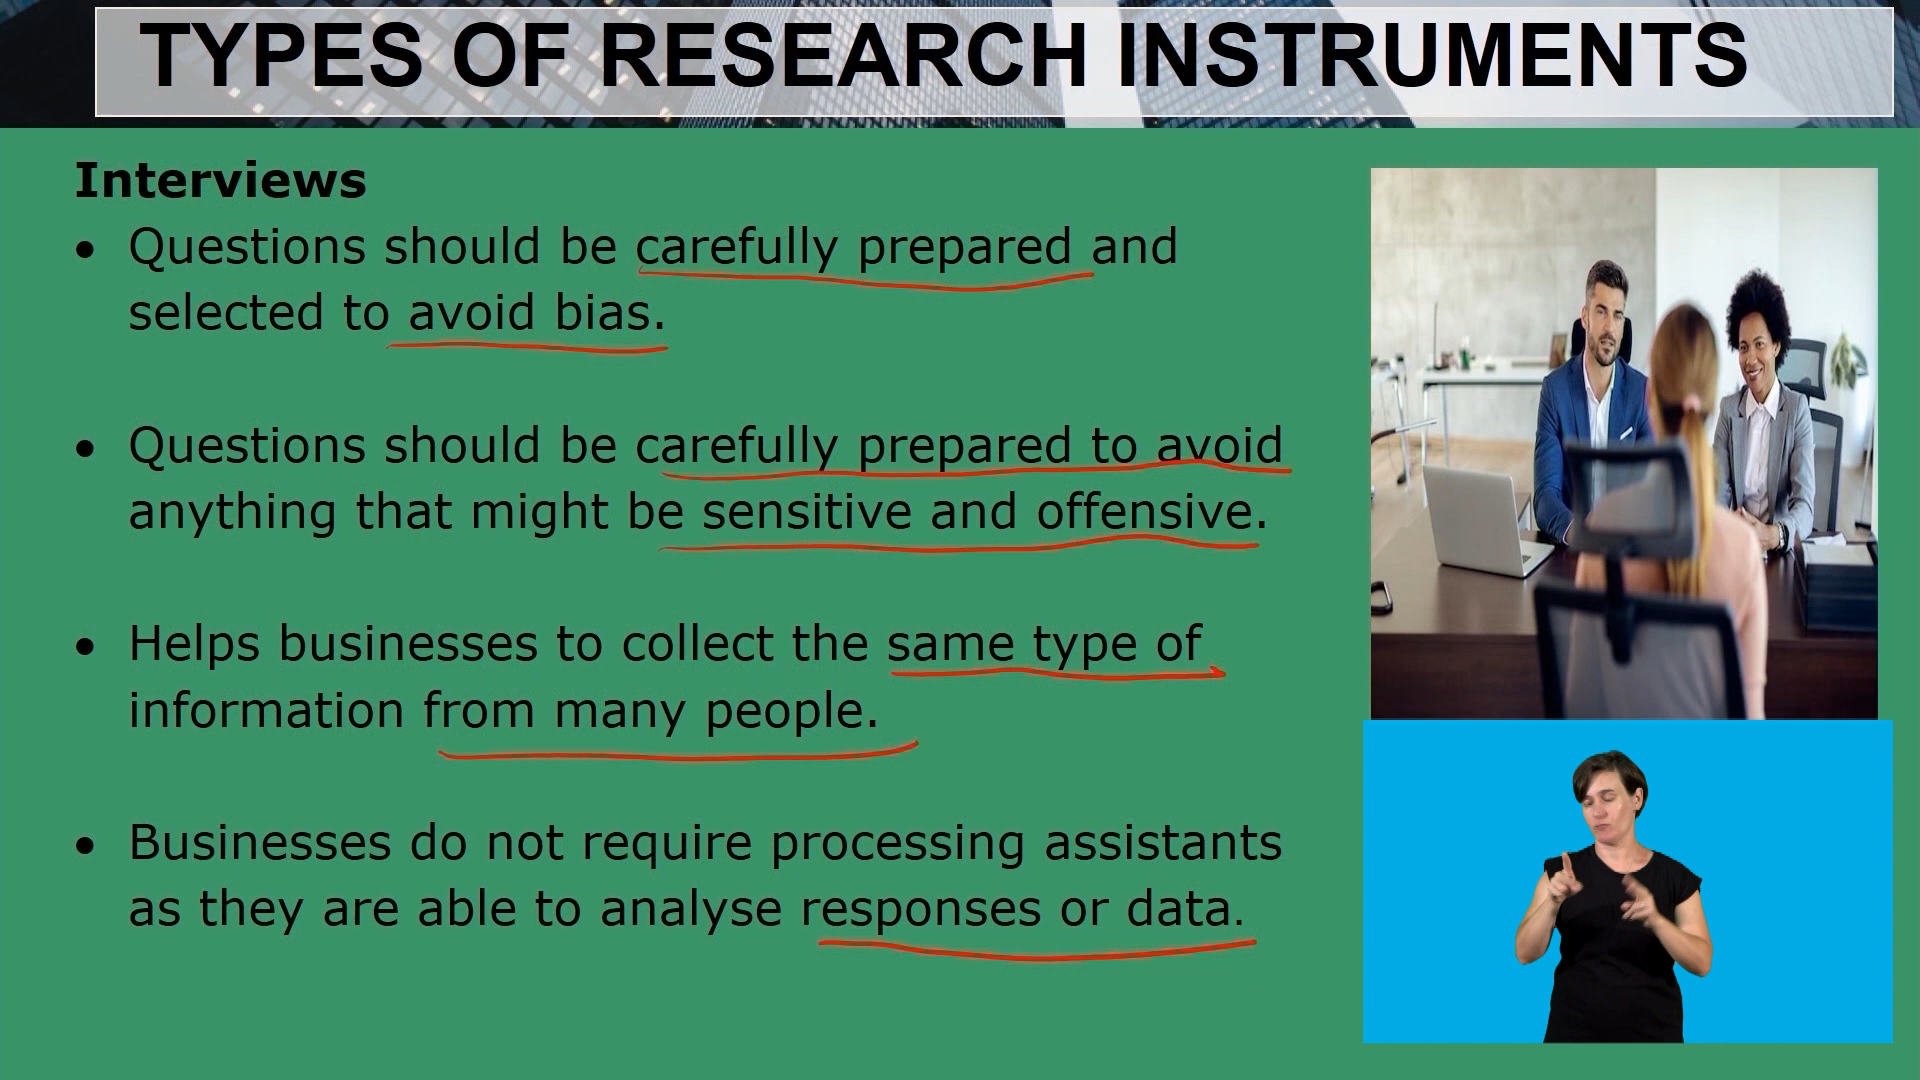 TYPES OF RESEARCH INSTRUMENTS
Interviews
• Questions should be carefully prepared and
selected to avoid bias.
• Questions should be carefully prepared to avoid
anything that might be sensitive and offensive.
• Helps businesses to collect the same type of
information from many people.
• Businesses do not require processing assistants
as they are able to analyse responses or data.